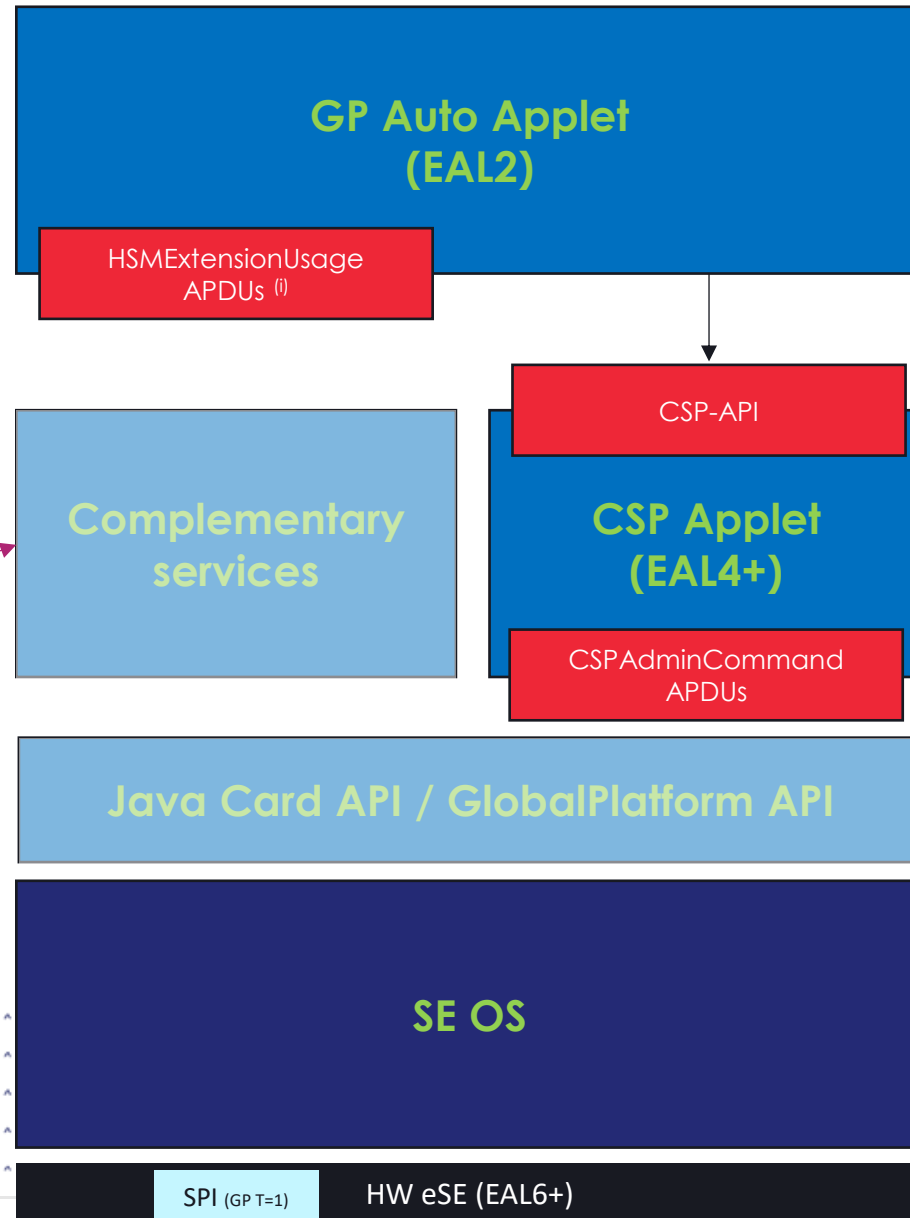 GP Auto Applet
(EAL2)
HSMExtensionUsage
APDUs (i)
CSP-API
Complementary
services
CSP Applet
(EAL4+)
CSPAdminCommand
APDUs
Java Card API / GlobalPlatform API
SE OS
SPI (GP T=1)
HW eSE (EAL6+)